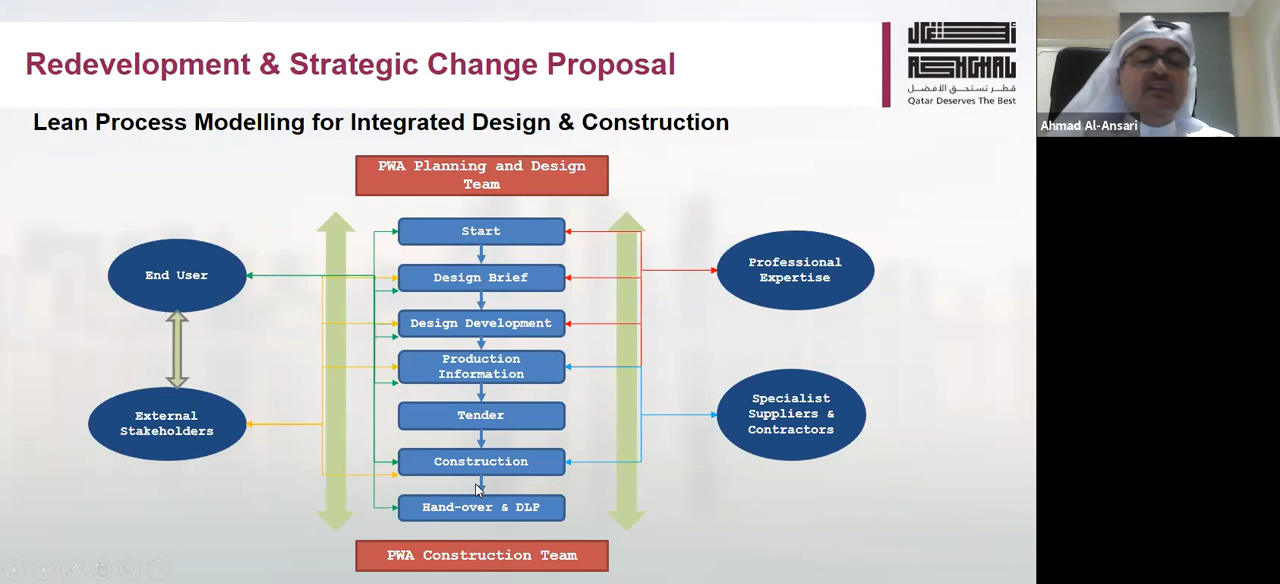 Redevelopment & Strategic Change Proposal
أشغال
ASHGHAL
قطر تستحق الأفضل
Qatar Deserves The Best
Ahmad Al-Ansari
Lean Process Modelling for Integrated Design & Construction
PWA Planning and Design
Team
Start
Design Brief
Design Development
Production
Information
Tender
Construction
Hand-over & DLP
End User
External
Stakeholders
Professional
Expertise
Specialist
Suppliers &
Contractors
PWA Construction Team